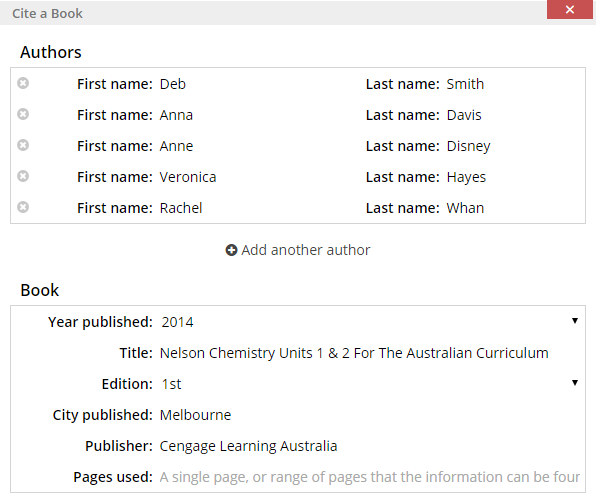 Cite a Book
Authors
First name: Deb Last name: Smith
First name: Anna Last name: Davis
First name: Anne Last name: Disney
First name: Veronica Last name: Hayes
First name: Rachel Last name: Whan
Add another author
Book
Year published: 2014
Title: Nelson Chemistry Units 1 & 2 For The Australian Curriculum
Edition: 1st
City published: Melbourne
Publisher: Cengage Learning Australia
Pages used: A single page, or range of pages that the information can be four